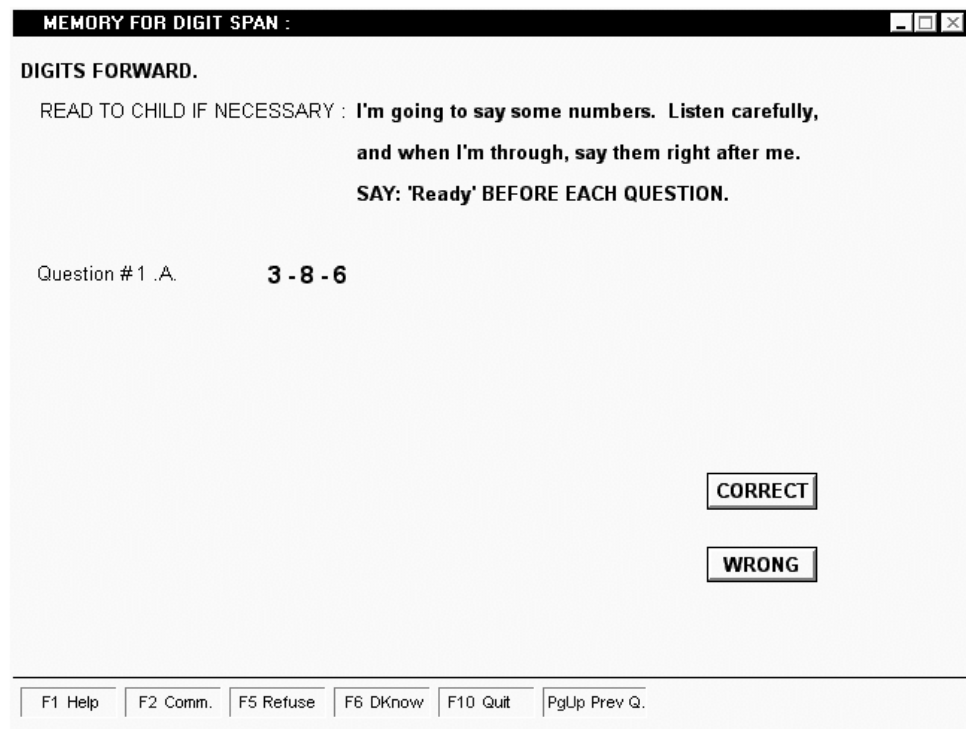 MEMORY FOR DIGIT SPAN :
DIGITS FORWARD.
READ TO CHILD IF NECESSARY : I'm going to say some numbers. Listen carefully,
and when I'm through, say them right after me.
SAY: 'Ready' BEFORE EACH QUESTION.
Question # 1 .A. 3 - 8 - 6
CORRECT
WRONG
F1 Help F2 Comm. F5 Refuse F6 DKnow F10 Quit PgUp Prev Q.